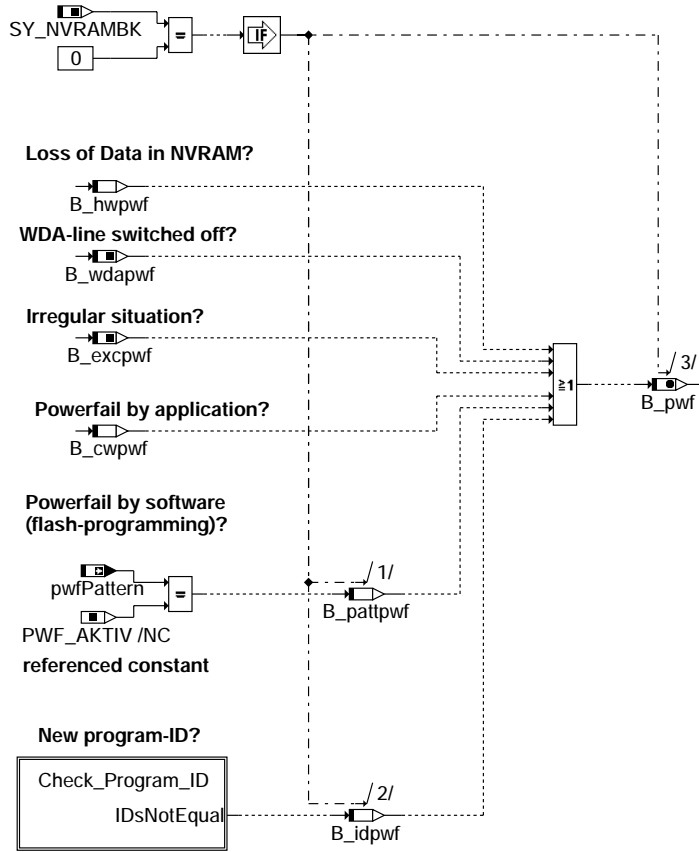 SY_NVRAMBK
=
IF
0
Loss of Data in NVRAM?
B_hwpwf
WDA-line switched off?
B_wdapwf
Irregular situation?
B_excpwf
≧1
/ 3/
B_pwf
Powerfail by application?
B_cwpwf
Powerfail by software
(flash-programming)?
pwfPattern
=
/ 1/
B_pattpwf
PWF_AKTIV /NC
referenced constant
New program-ID?
Check_Program_ID
IDsNotEqual
/ 2/
B_idpwf